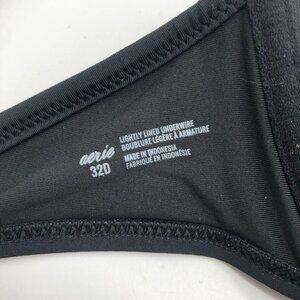 aerie
32D
LIGHTLY LINED UNDERWIRE
DOUBLURE LÉGÈRE À ARMATURE
MADE IN INDONESIA
FABRIQUÉ EN INDONÉSIE